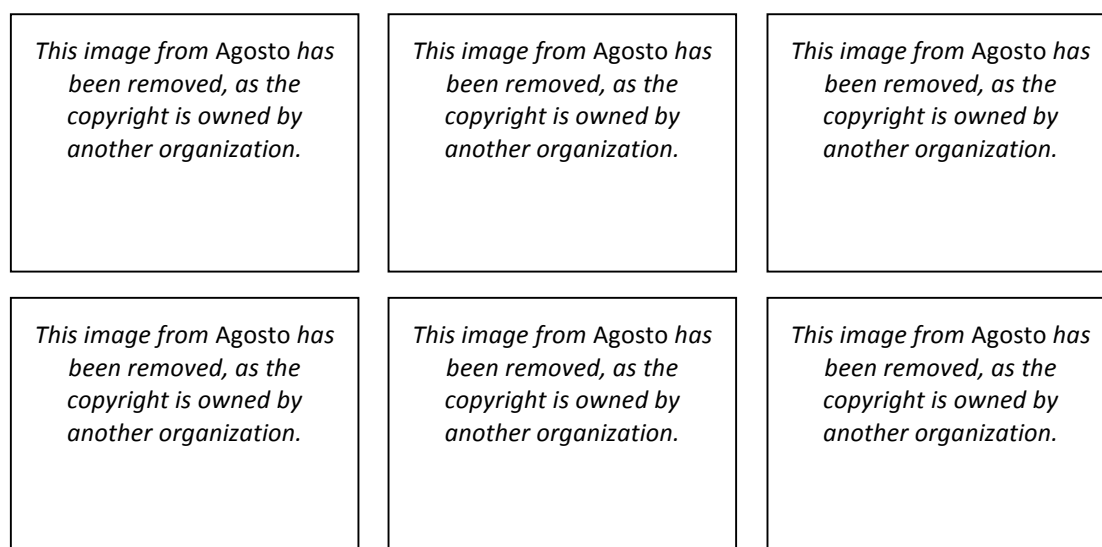 This image from Agosto has
been removed, as the
copyright is owned by
another organization.
This image from Agosto has
been removed, as the
copyright is owned by
another organization.
This image from Agosto has
been removed, as the
copyright is owned by
another organization.
This image from Agosto has
been removed, as the
copyright is owned by
another organization.
This image from Agosto has
been removed, as the
copyright is owned by
another organization.
This image from Agosto has
been removed, as the
copyright is owned by
another organization.